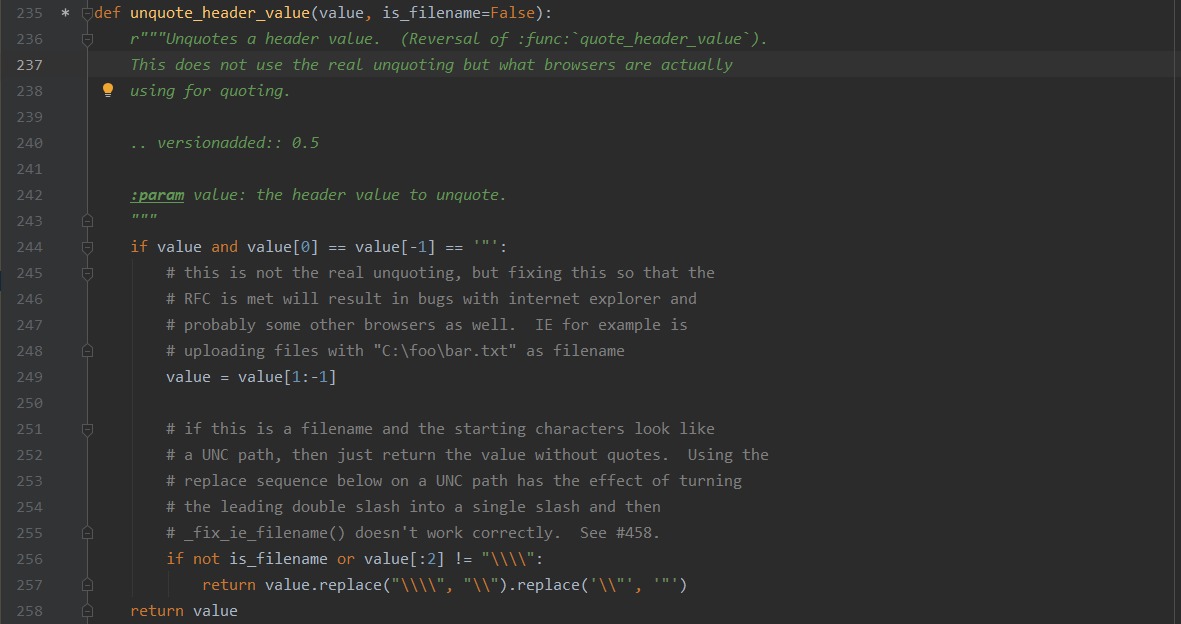 235 * def unquote_header_value(value, is_filename=False):
236     r"""Unquotes a header value.  (Reversal of :func:`quote_header_value`).
237     This does not use the real unquoting but what browsers are actually
238     using for quoting.
239
240     .. versionadded:: 0.5
241
242     :param value: the header value to unquote.
243     """
244     if value and value[0] == value[-1] == '"':
245         # this is not the real unquoting, but fixing this so that the
246         # RFC is met will result in bugs with internet explorer and
247         # probably some other browsers as well.  IE for example is
248         # uploading files with "C:\foo\bar.txt" as filename
249         value = value[1:-1]
250
251         # if this is a filename and the starting characters look like
252         # a UNC path, then just return the value without quotes.  Using the
253         # replace sequence below on a UNC path has the effect of turning
254         # the leading double slash into a single slash and then
255         # _fix_ie_filename() doesn't work correctly.  See #458.
256         if not is_filename or value[:2] != "\\\\":
257             return value.replace("\\\\", "\\").replace('\\"', '"')
258     return value